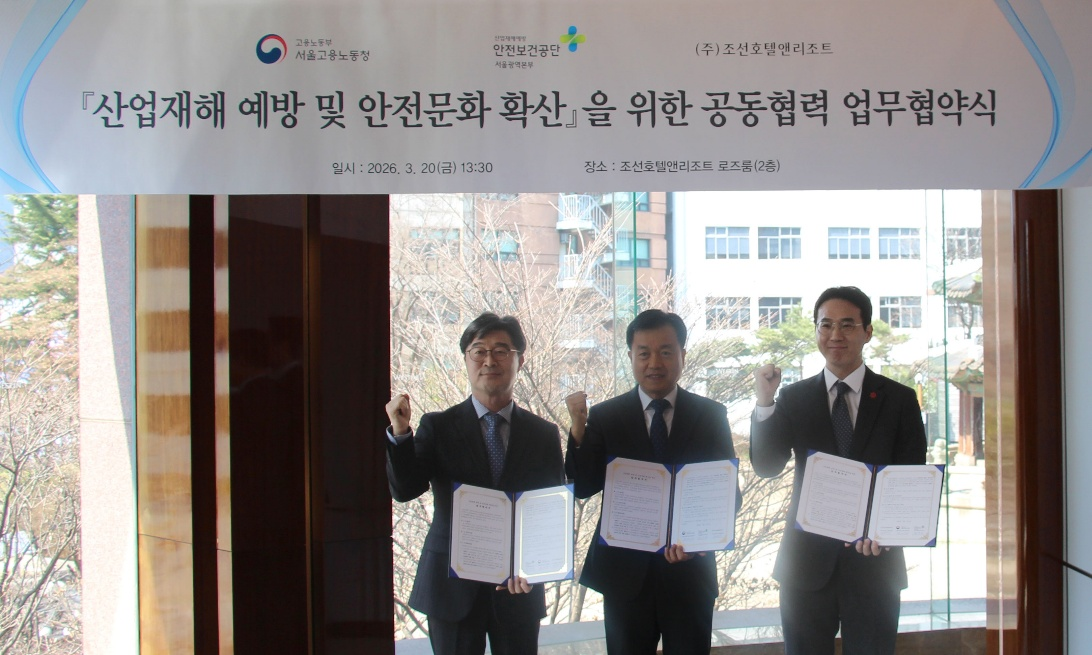 고용노동부
서울고용노동청
산업재해예방
안전보건공단
서울광역본부
(주)조선호텔앤리조트
『산업재해 예방 및 안전문화 확산』을 위한 공동협력 업무협약식
일시 : 2026. 3. 20(금) 13:30
장소 : 조선호텔앤리조트 로즈룸(2층)